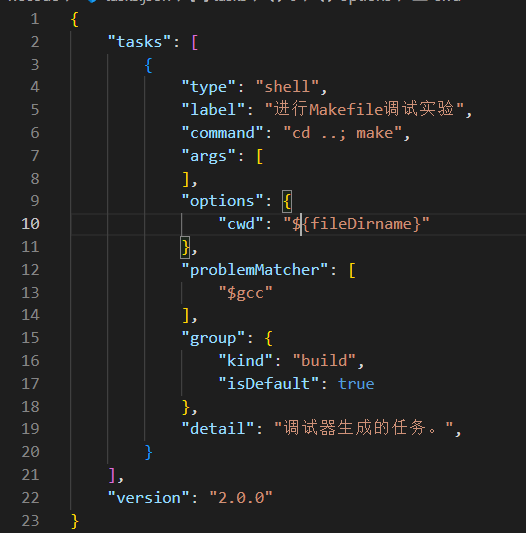 1 {
2     "tasks": [
3         {
4             "type": "shell",
5             "label": "进行Makefile调试实验",
6             "command": "cd ..; make",
7             "args": [
8             ],
9             "options": {
10                 "cwd": "${fileDirname}"
11             },
12             "problemMatcher": [
13                 "$gcc"
14             ],
15             "group": {
16                 "kind": "build",
17                 "isDefault": true
18             },
19             "detail": "调试器生成的任务。",
20         }
21     ],
22     "version": "2.0.0"
23 }